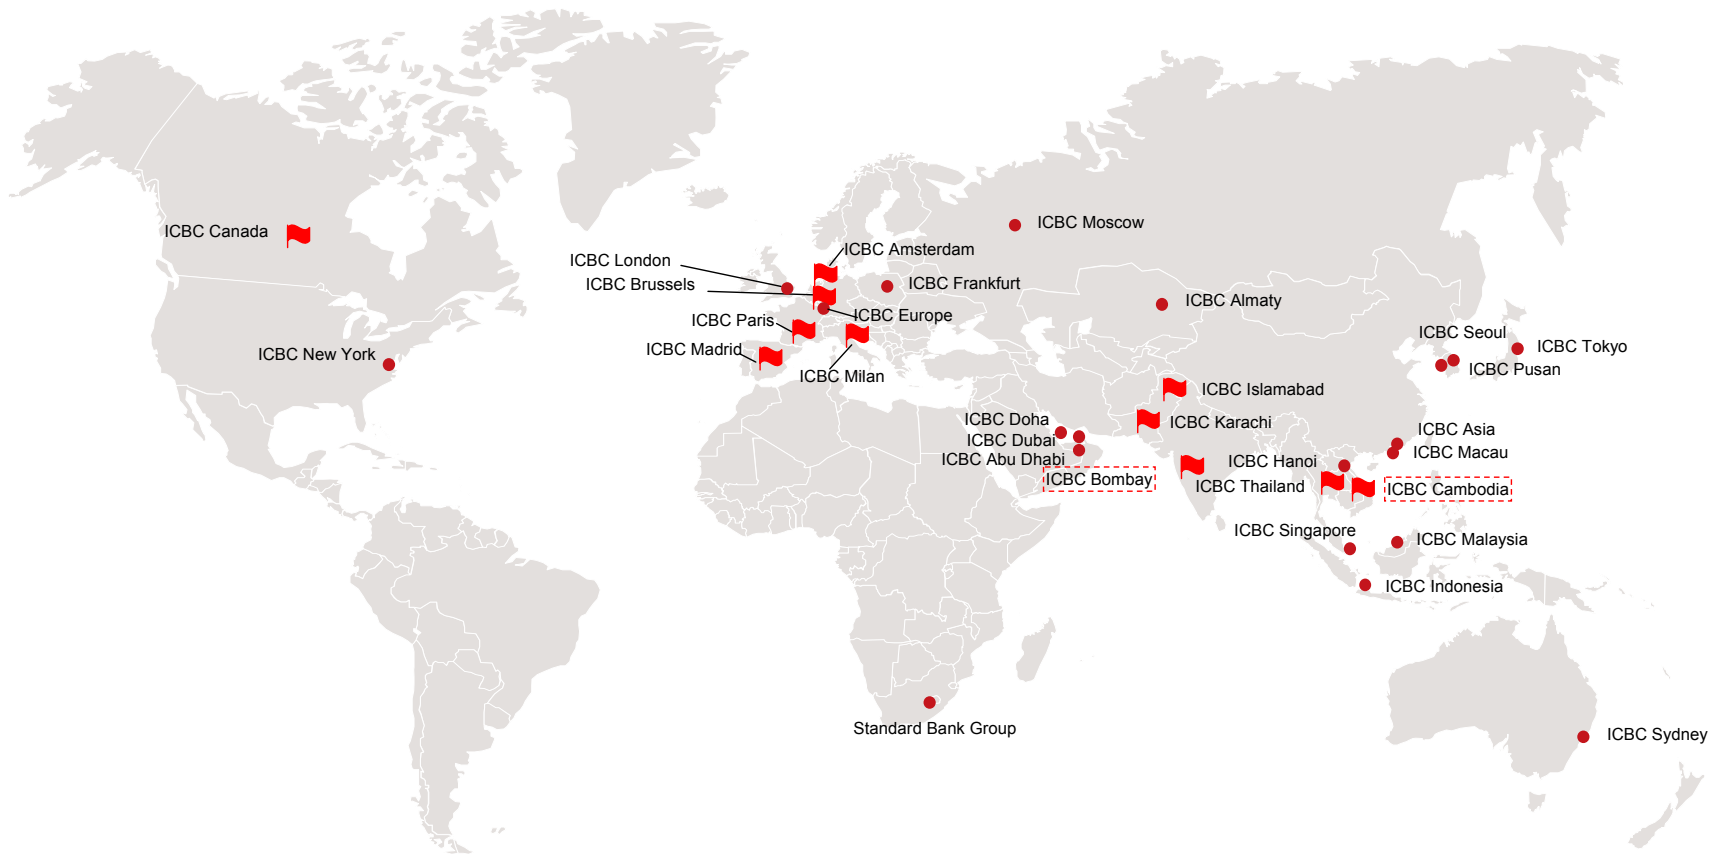 ICBC Moscow
ICBC Canada
ICBC Amsterdam
ICBC London
ICBC Brussels
ICBC Frankfurt
ICBC Almaty
ICBC Europe
ICBC Paris
ICBC Seoul
ICBC Tokyo
ICBC Madrid
ICBC New York
ICBC Pusan
ICBC Milan
ICBC Islamabad
ICBC Doha
ICBC Karachi
ICBC Asia
ICBC Dubai
ICBC Macau
ICBC Abu Dhabi
ICBC Hanoi
ICBC Bombay
ICBC Thailand
ICBC Cambodia
ICBC Singapore
ICBC Malaysia
ICBC Indonesia
Standard Bank Group
ICBC Sydney